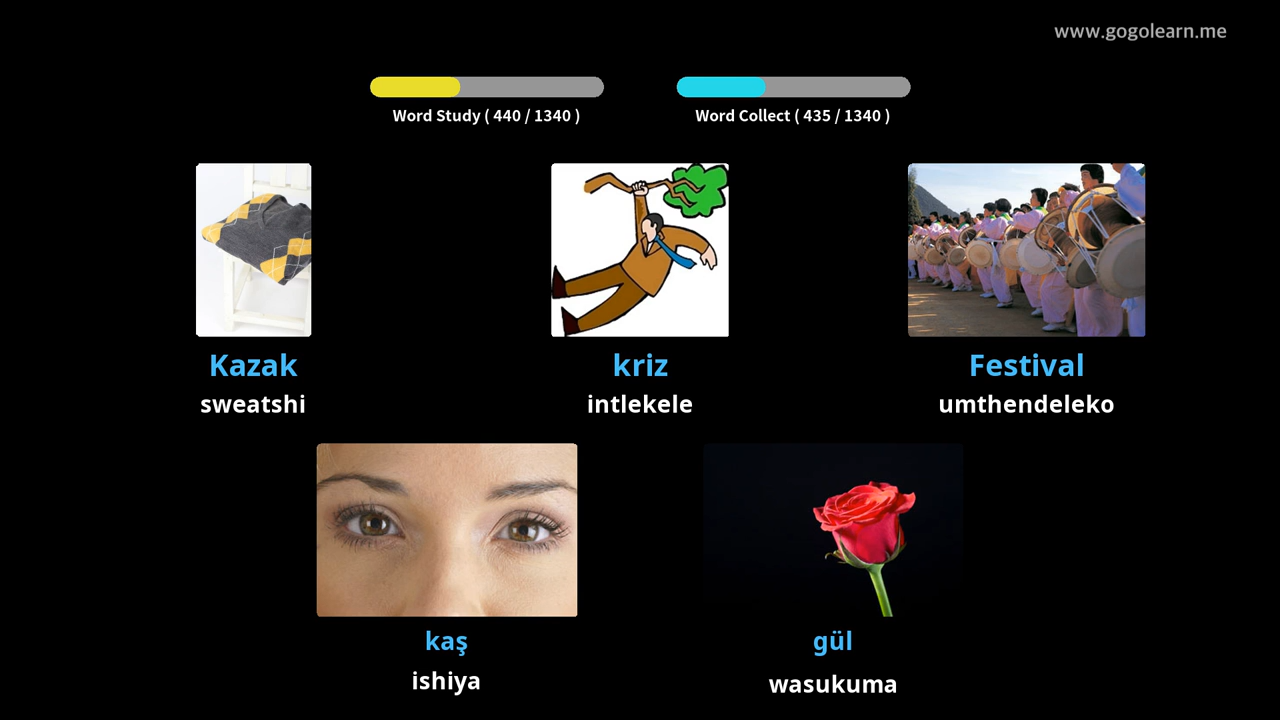 www.gogolearn.me
Word Study ( 440 / 1340 )
Word Collect ( 435 / 1340 )
Kazak
kriz
Festival
sweatshi
intlekele
umthendeleko
kaş
gül
ishiya
wasukuma